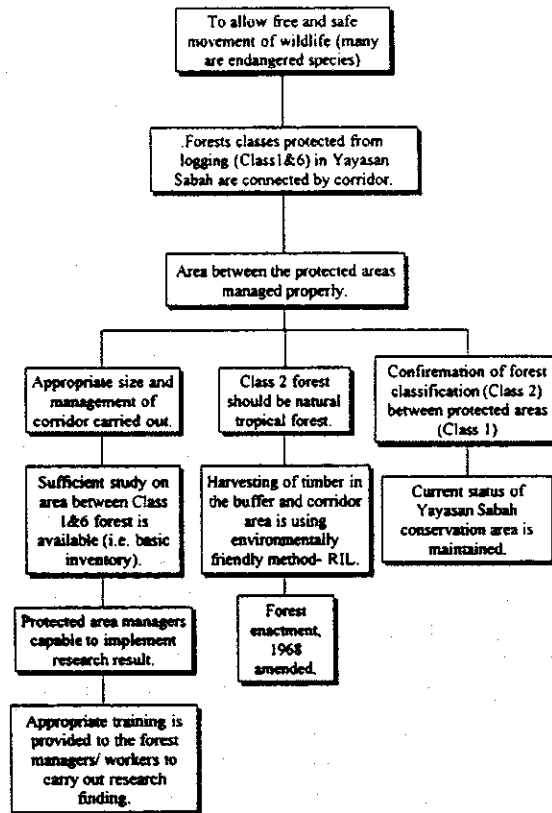 To allow free and safe
movement of wildlife (many
are endangered species)
.Forests classes protected from
logging (Class1&6) in Yayasan
Sabah are connected by corridor.
Area between the protected areas
managed properly.
Appropriate size and
management of
corridor carried out.
Class 2 forest
should be natural
tropical forest.
Confiremation of forest
classification (Class 2)
between protected areas
(Class 1)
Sufficient study on
area between Class
1&6 forest is
available (i.e. basic
inventory).
Harvesting of timber in
the buffer and corridor
area is using
environmentally
friendly method- RIL.
Current status of
Yayasan Sabah
conservation area is
maintained.
Protected area managers
capable to implement
research result.
Forest
enactment,
1968
amended.
Appropriate training is
provided to the forest
managers/ workers to
carry out research
finding.